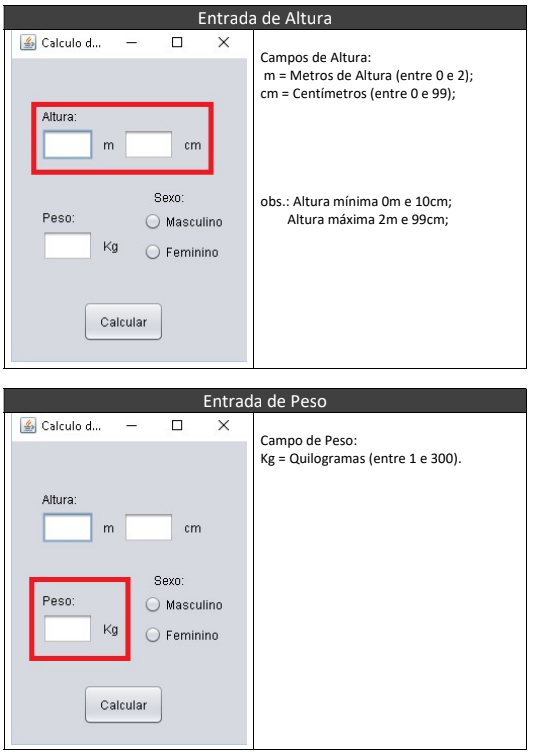 Entrada de Altura
Calculo d...
Altura:
m cm
Sexo:
Peso:
Masculino
Kg
Feminino
Calcular
Campos de Altura:
m = Metros de Altura (entre 0 e 2);
cm = Centímetros (entre 0 e 99);
obs.: Altura mínima 0m e 10cm;
Altura máxima 2m e 99cm;
Entrada de Peso
Calculo d...
Altura:
m cm
Sexo:
Peso:
Masculino
Kg
Feminino
Calcular
Campo de Peso:
Kg = Quilogramas (entre 1 e 300).